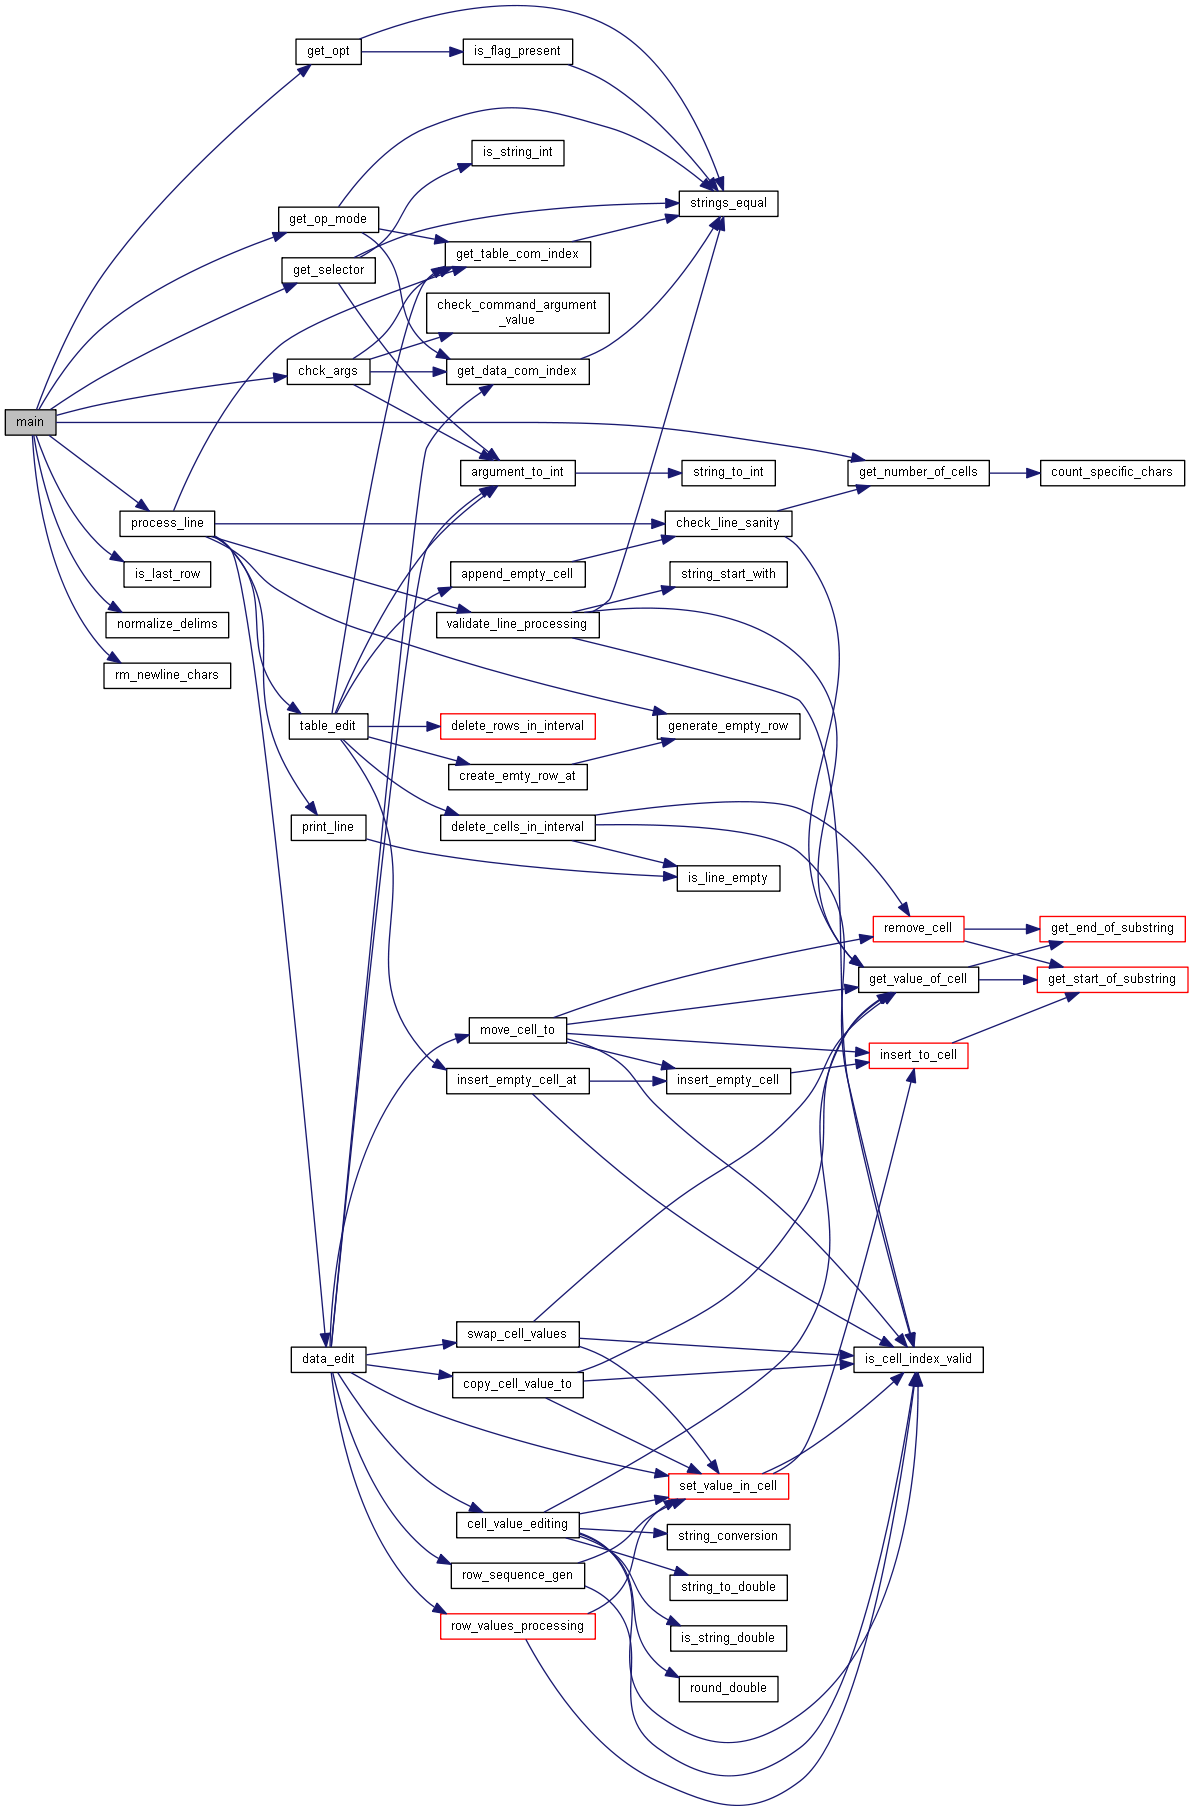 get_opt
is_flag_present
is_string_int
strings_equal
get_op_mode
get_table_com_index
get_selector
check_command_argument
_value
chck_args
get_data_com_index
main
argument_to_int
string_to_int
get_number_of_cells
count_specific_chars
process_line
check_line_sanity
is_last_row
append_empty_cell
string_start_with
normalize_delims
validate_line_processing
rm_newline_chars
table_edit
delete_rows_in_interval
generate_empty_row
create_emty_row_at
print_line
delete_cells_in_interval
is_line_empty
remove_cell
get_end_of_substring
get_value_of_cell
get_start_of_substring
move_cell_to
insert_to_cell
insert_empty_cell_at
insert_empty_cell
swap_cell_values
data_edit
is_cell_index_valid
copy_cell_value_to
set_value_in_cell
cell_value_editing
string_conversion
row_sequence_gen
string_to_double
row_values_processing
is_string_double
round_double